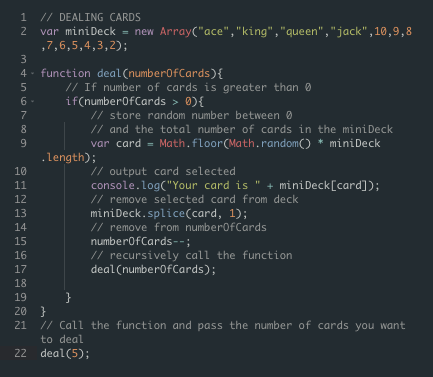 1 // DEALING CARDS
2 var miniDeck = new Array("ace","king","queen","jack",10,9,8
,7,6,5,4,3,2);
3
4 function deal(numberOfCards){
5 // If number of cards is greater than 0
6 if(numberOfCards > 0){
7 // store random number between 0
8 // and the total number of cards in the miniDeck
9 var card = Math.floor(Math.random() * miniDeck
.length);
10 // output card selected
11 console.log("Your card is " + miniDeck[card]);
12 // remove selected card from deck
13 miniDeck.splice(card, 1);
14 // remove from numberOfCards
15 numberOfCards--;
16 // recursively call the function
17 deal(numberOfCards);
18
19 }
20 }
21 // Call the function and pass the number of cards you want
to deal
22 deal(5);